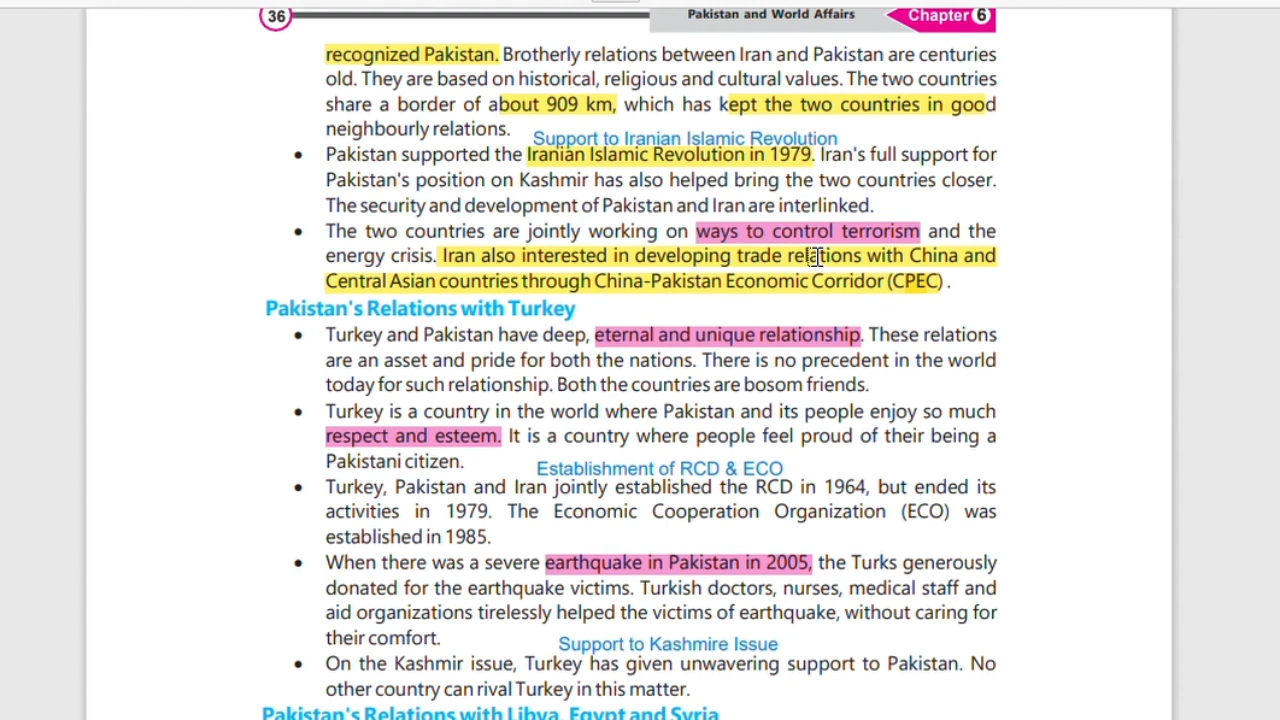 36 Pakistan and World Affairs Chapter 6
recognized Pakistan. Brotherly relations between Iran and Pakistan are centuries
old. They are based on historical, religious and cultural values. The two countries
share a border of about 909 km, which has kept the two countries in good
neighbourly relations.
Support to Iranian Islamic Revolution
• Pakistan supported the Iranian Islamic Revolution in 1979. Iran's full support for
Pakistan's position on Kashmir has also helped bring the two countries closer.
The security and development of Pakistan and Iran are interlinked.
• The two countries are jointly working on ways to control terrorism and the
energy crisis. Iran also interested in developing trade relations with China and
Central Asian countries through China-Pakistan Economic Corridor (CPEC) .
Pakistan's Relations with Turkey
• Turkey and Pakistan have deep, eternal and unique relationship. These relations
are an asset and pride for both the nations. There is no precedent in the world
today for such relationship. Both the countries are bosom friends.
• Turkey is a country in the world where Pakistan and its people enjoy so much
respect and esteem. It is a country where people feel proud of their being a
Pakistani citizen.
Establishment of RCD & ECO
• Turkey, Pakistan and Iran jointly established the RCD in 1964, but ended its
activities in 1979. The Economic Cooperation Organization (ECO) was
established in 1985.
• When there was a severe earthquake in Pakistan in 2005, the Turks generously
donated for the earthquake victims. Turkish doctors, nurses, medical staff and
aid organizations tirelessly helped the victims of earthquake, without caring for
their comfort.
Support to Kashmire Issue
• On the Kashmir issue, Turkey has given unwavering support to Pakistan. No
other country can rival Turkey in this matter.
Pakistan's Relations with Libya, Egypt and Syria